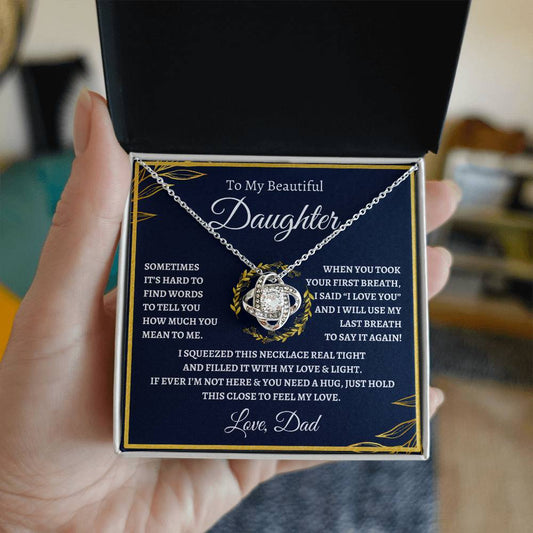 To My Beautiful
Daughter
SOMETIMES
IT'S HARD TO
FIND WORDS
TO TELL YOU
HOW MUCH YOU
MEAN TO ME.
WHEN YOU TOOK
YOUR FIRST BREATH,
I SAID “I LOVE YOU”
AND I WILL USE MY
LAST BREATH
TO SAY IT AGAIN!
I SQUEEZED THIS NECKLACE REAL TIGHT
AND FILLED IT WITH MY LOVE & LIGHT.
IF EVER I'M NOT HERE & YOU NEED A HUG, JUST HOLD
THIS CLOSE TO FEEL MY LOVE.
Love, Dad